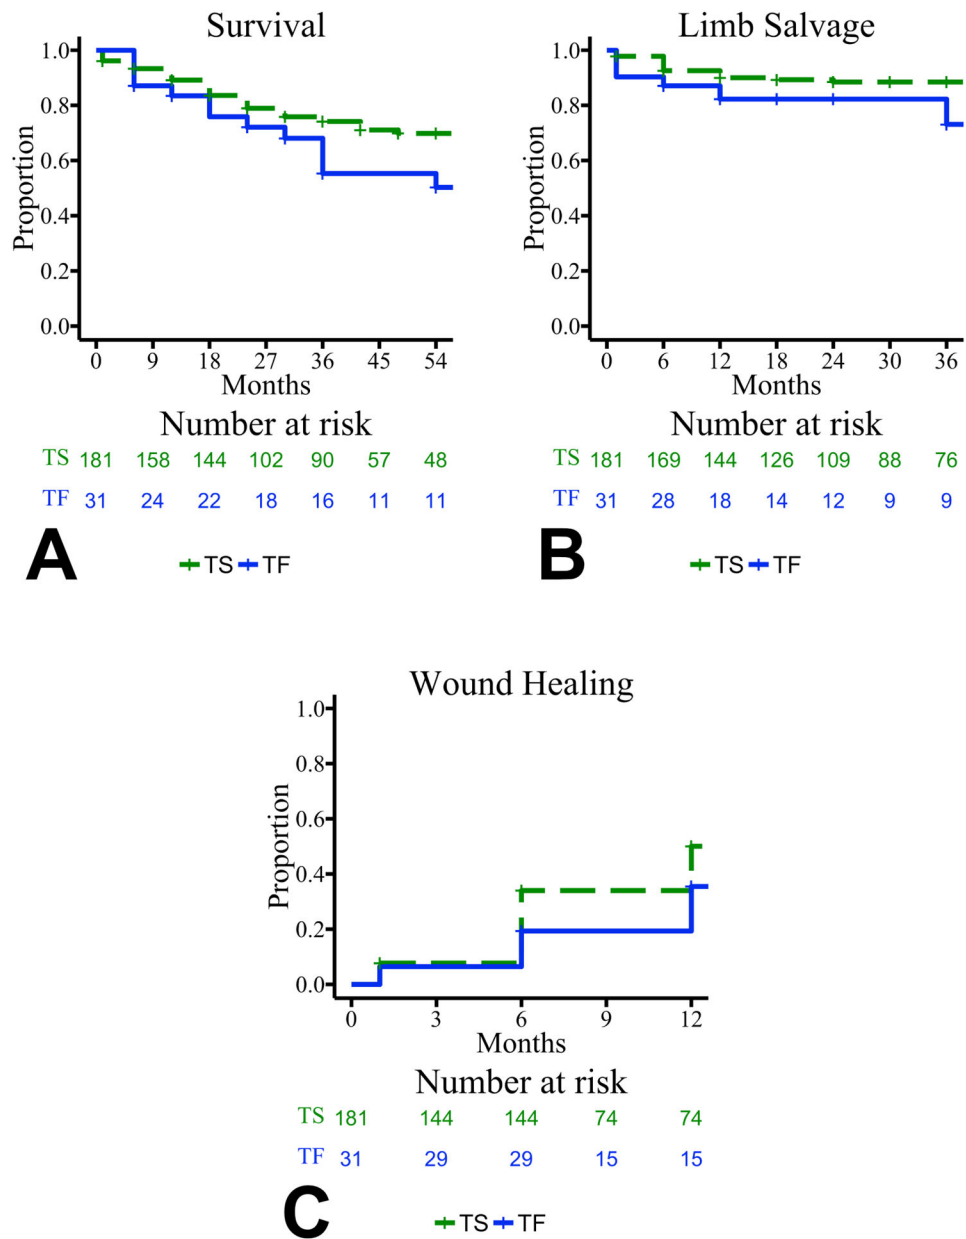 Survival
Proportion
1.0
0.8
0.6
0.4
0.2
0.0
0 9 18 27 36 45 54
Months
Number at risk
TS 181 158 144 102 90 57 48
TF 31 24 22 18 16 11 11
A
TS TF
Limb Salvage
Proportion
1.0
0.8
0.6
0.4
0.2
0.0
0 6 12 18 24 30 36
Months
Number at risk
TS 181 169 144 126 109 88 76
TF 31 28 18 14 12 9 9
B
TS TF
Wound Healing
Proportion
1.0
0.8
0.6
0.4
0.2
0.0
0 3 6 9 12
Months
Number at risk
TS 181 144 144 74 74
TF 31 29 29 15 15
C
TS TF